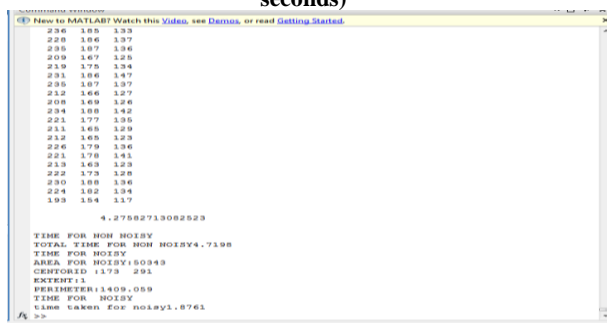 seconds)
Command Window
New to MATLAB? Watch this Video, see Demos, or read Getting Started.
236 185 133
228 186 137
235 187 136
209 167 125
219 175 134
231 186 147
235 187 137
212 166 127
208 169 126
234 188 142
221 177 135
211 165 129
212 165 123
226 179 136
221 178 141
213 163 123
222 173 128
230 188 136
224 182 134
193 154 117
4.27582713082523
TIME FOR NON NOISY
TOTAL TIME FOR NON NOISY4.7198
TIME FOR NOISY
AREA FOR NOISY:50343
CENTORID :173 291
EXTENT:1
PERIMETER:1409.059
TIME FOR NOISY
time taken for noisy1.8761
fx >>